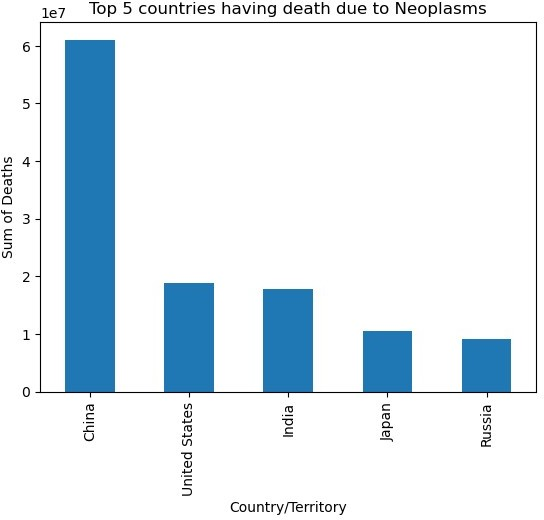 Top 5 countries having death due to Neoplasms
1e7
6
5
4
3
2
1
0
Sum of Deaths
China
United States
India
Japan
Russia
Country/Territory